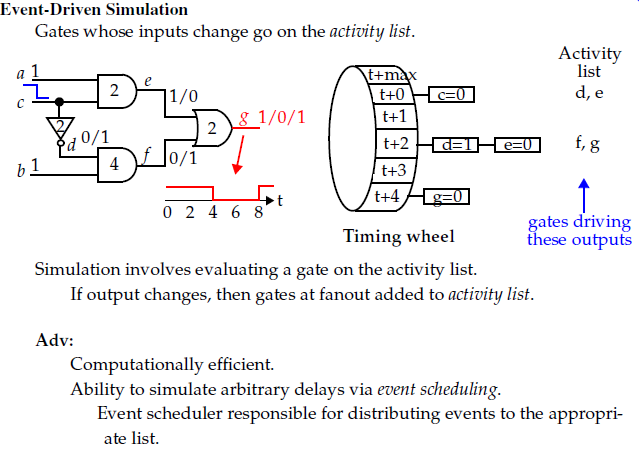 Event-Driven Simulation
Gates whose inputs change go on the activity list.
Activity
list
a 1
c
2
e
1/0
2
g 1/0/1
2
d 0/1
b 1
4
f 0/1
0 2 4 6 8 t
t+max
t+0 c=0 d, e
t+1
t+2 d=1 e=0 f, g
t+3
t+4 g=0
Timing wheel
gates driving
these outputs
Simulation involves evaluating a gate on the activity list.
If output changes, then gates at fanout added to activity list.
Adv:
Computationally efficient.
Ability to simulate arbitrary delays via event scheduling.
Event scheduler responsible for distributing events to the appropri-
ate list.